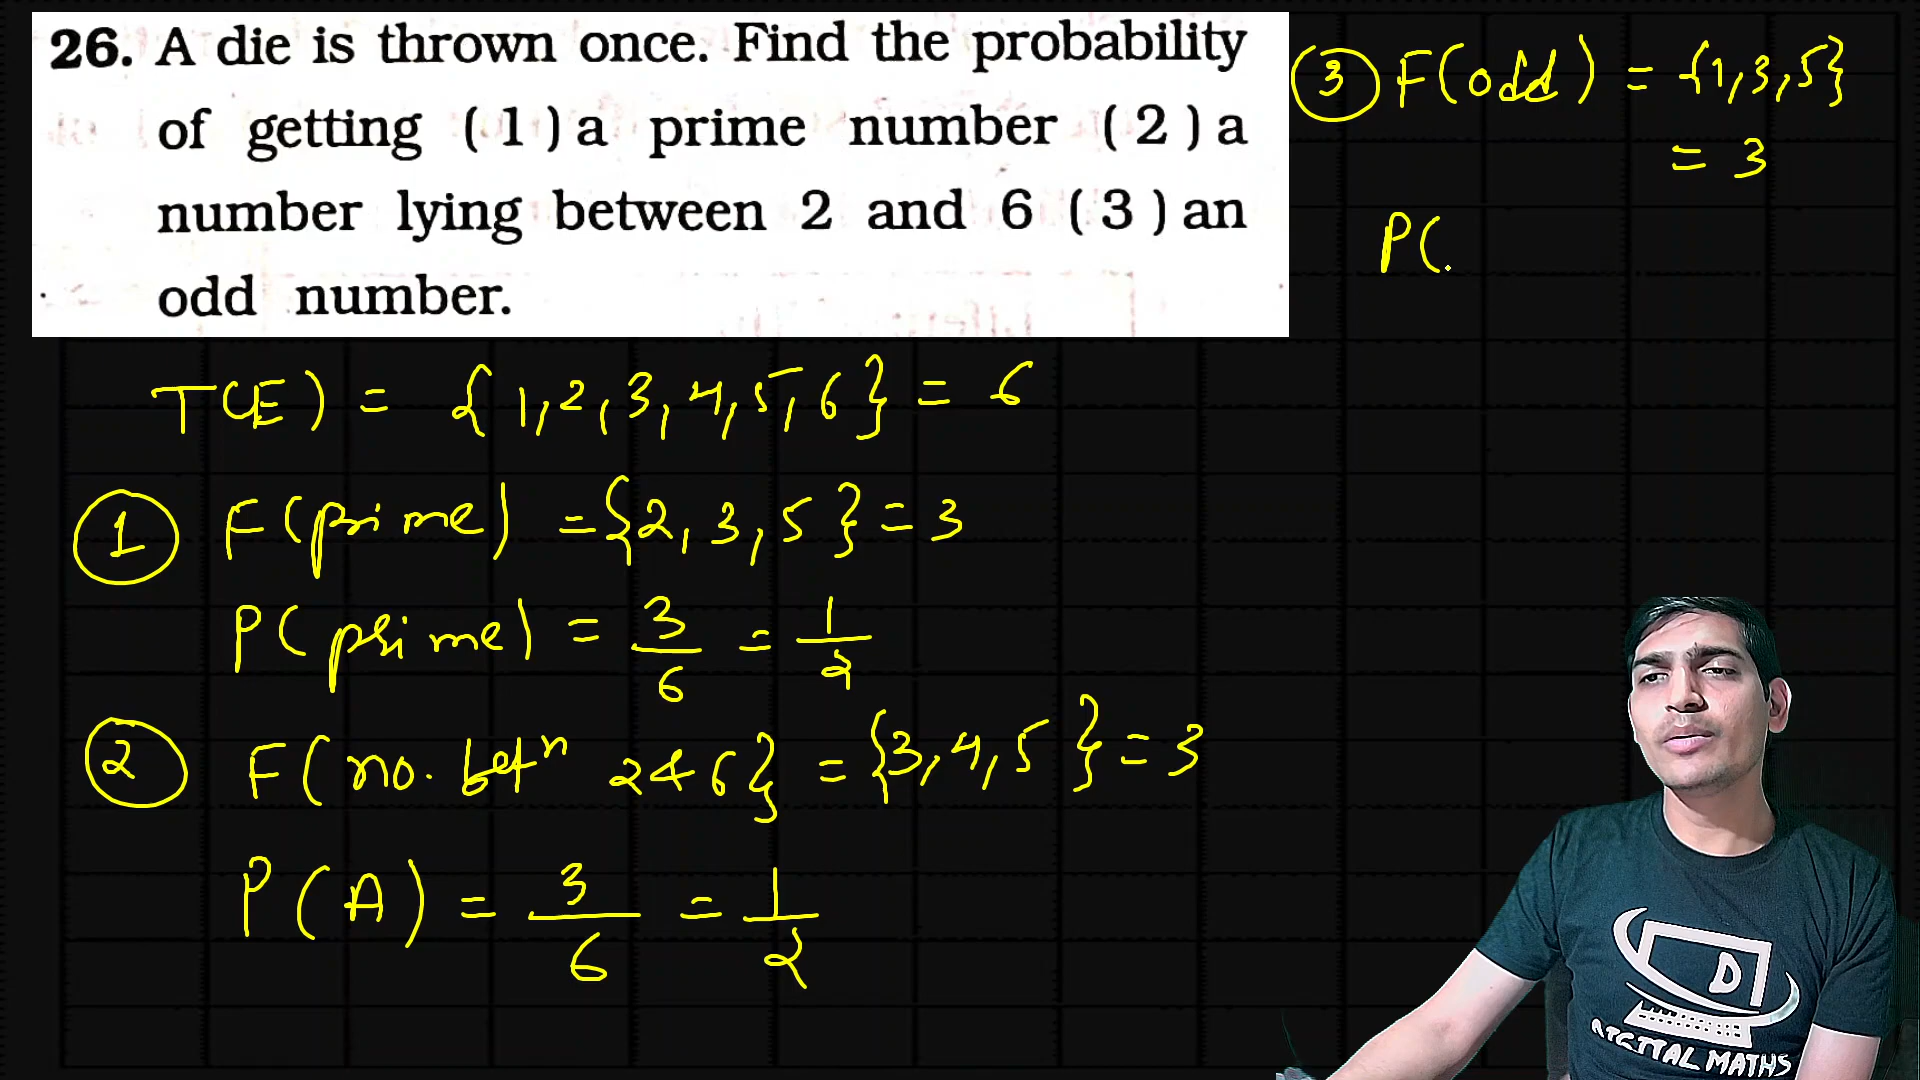 26. A die is thrown once. Find the probability
of getting (1) a prime number (2) a
number lying between 2 and 6 (3) an
odd number.
T(E) = {1,2,3,4,5,6} = 6
1 F(prime) = {2,3,5} = 3
P(prime) = 3/6 = 1/2
2 F(no. betⁿ 2&6} = {3,4,5} = 3
P(A) = 3/6 = 1/2
3 F(odd) = {1,3,5}
= 3
P(
D
DIGITAL MATHS